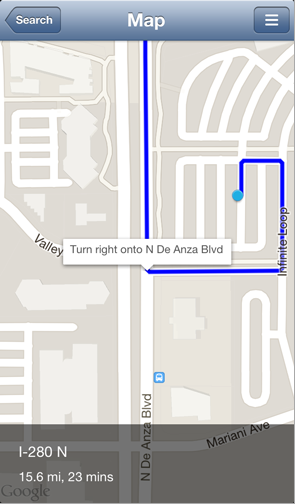 Search
Map
Infinite Loop
Valley
Turn right onto N De Anza Blvd
N De Anza Blvd
Mariani Ave
I-280 N
15.6 mi, 23 mins
Google